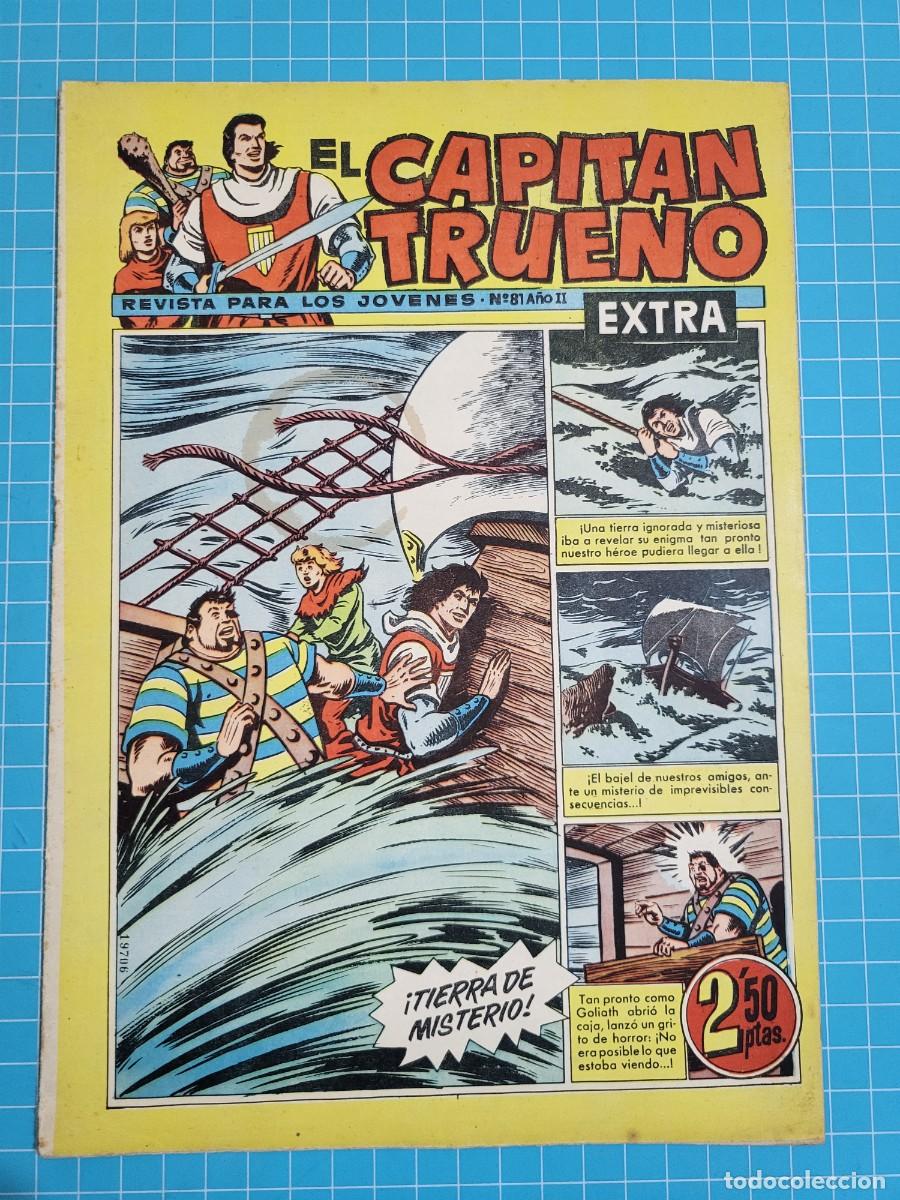 EL CAPITAN
TRUENO
REVISTA PARA LOS JOVENES · Nº 81 Año II
EXTRA
¡Una tierra ignorada y misteriosa
iba a revelar su enigma tan pronto
nuestro héroe pudiera llegar a ella!
¡El bajel de nuestros amigos, an-
te un misterio de imprevisibles con-
secuencias...!
Tan pronto como
Goliath abrió la
caja, lanzó un gri-
to de horror: ¡No
era posible lo que
estaba viendo...!
2'50
ptas.
¡TIERRA DE
MISTERIO!
19706
todocoleccion